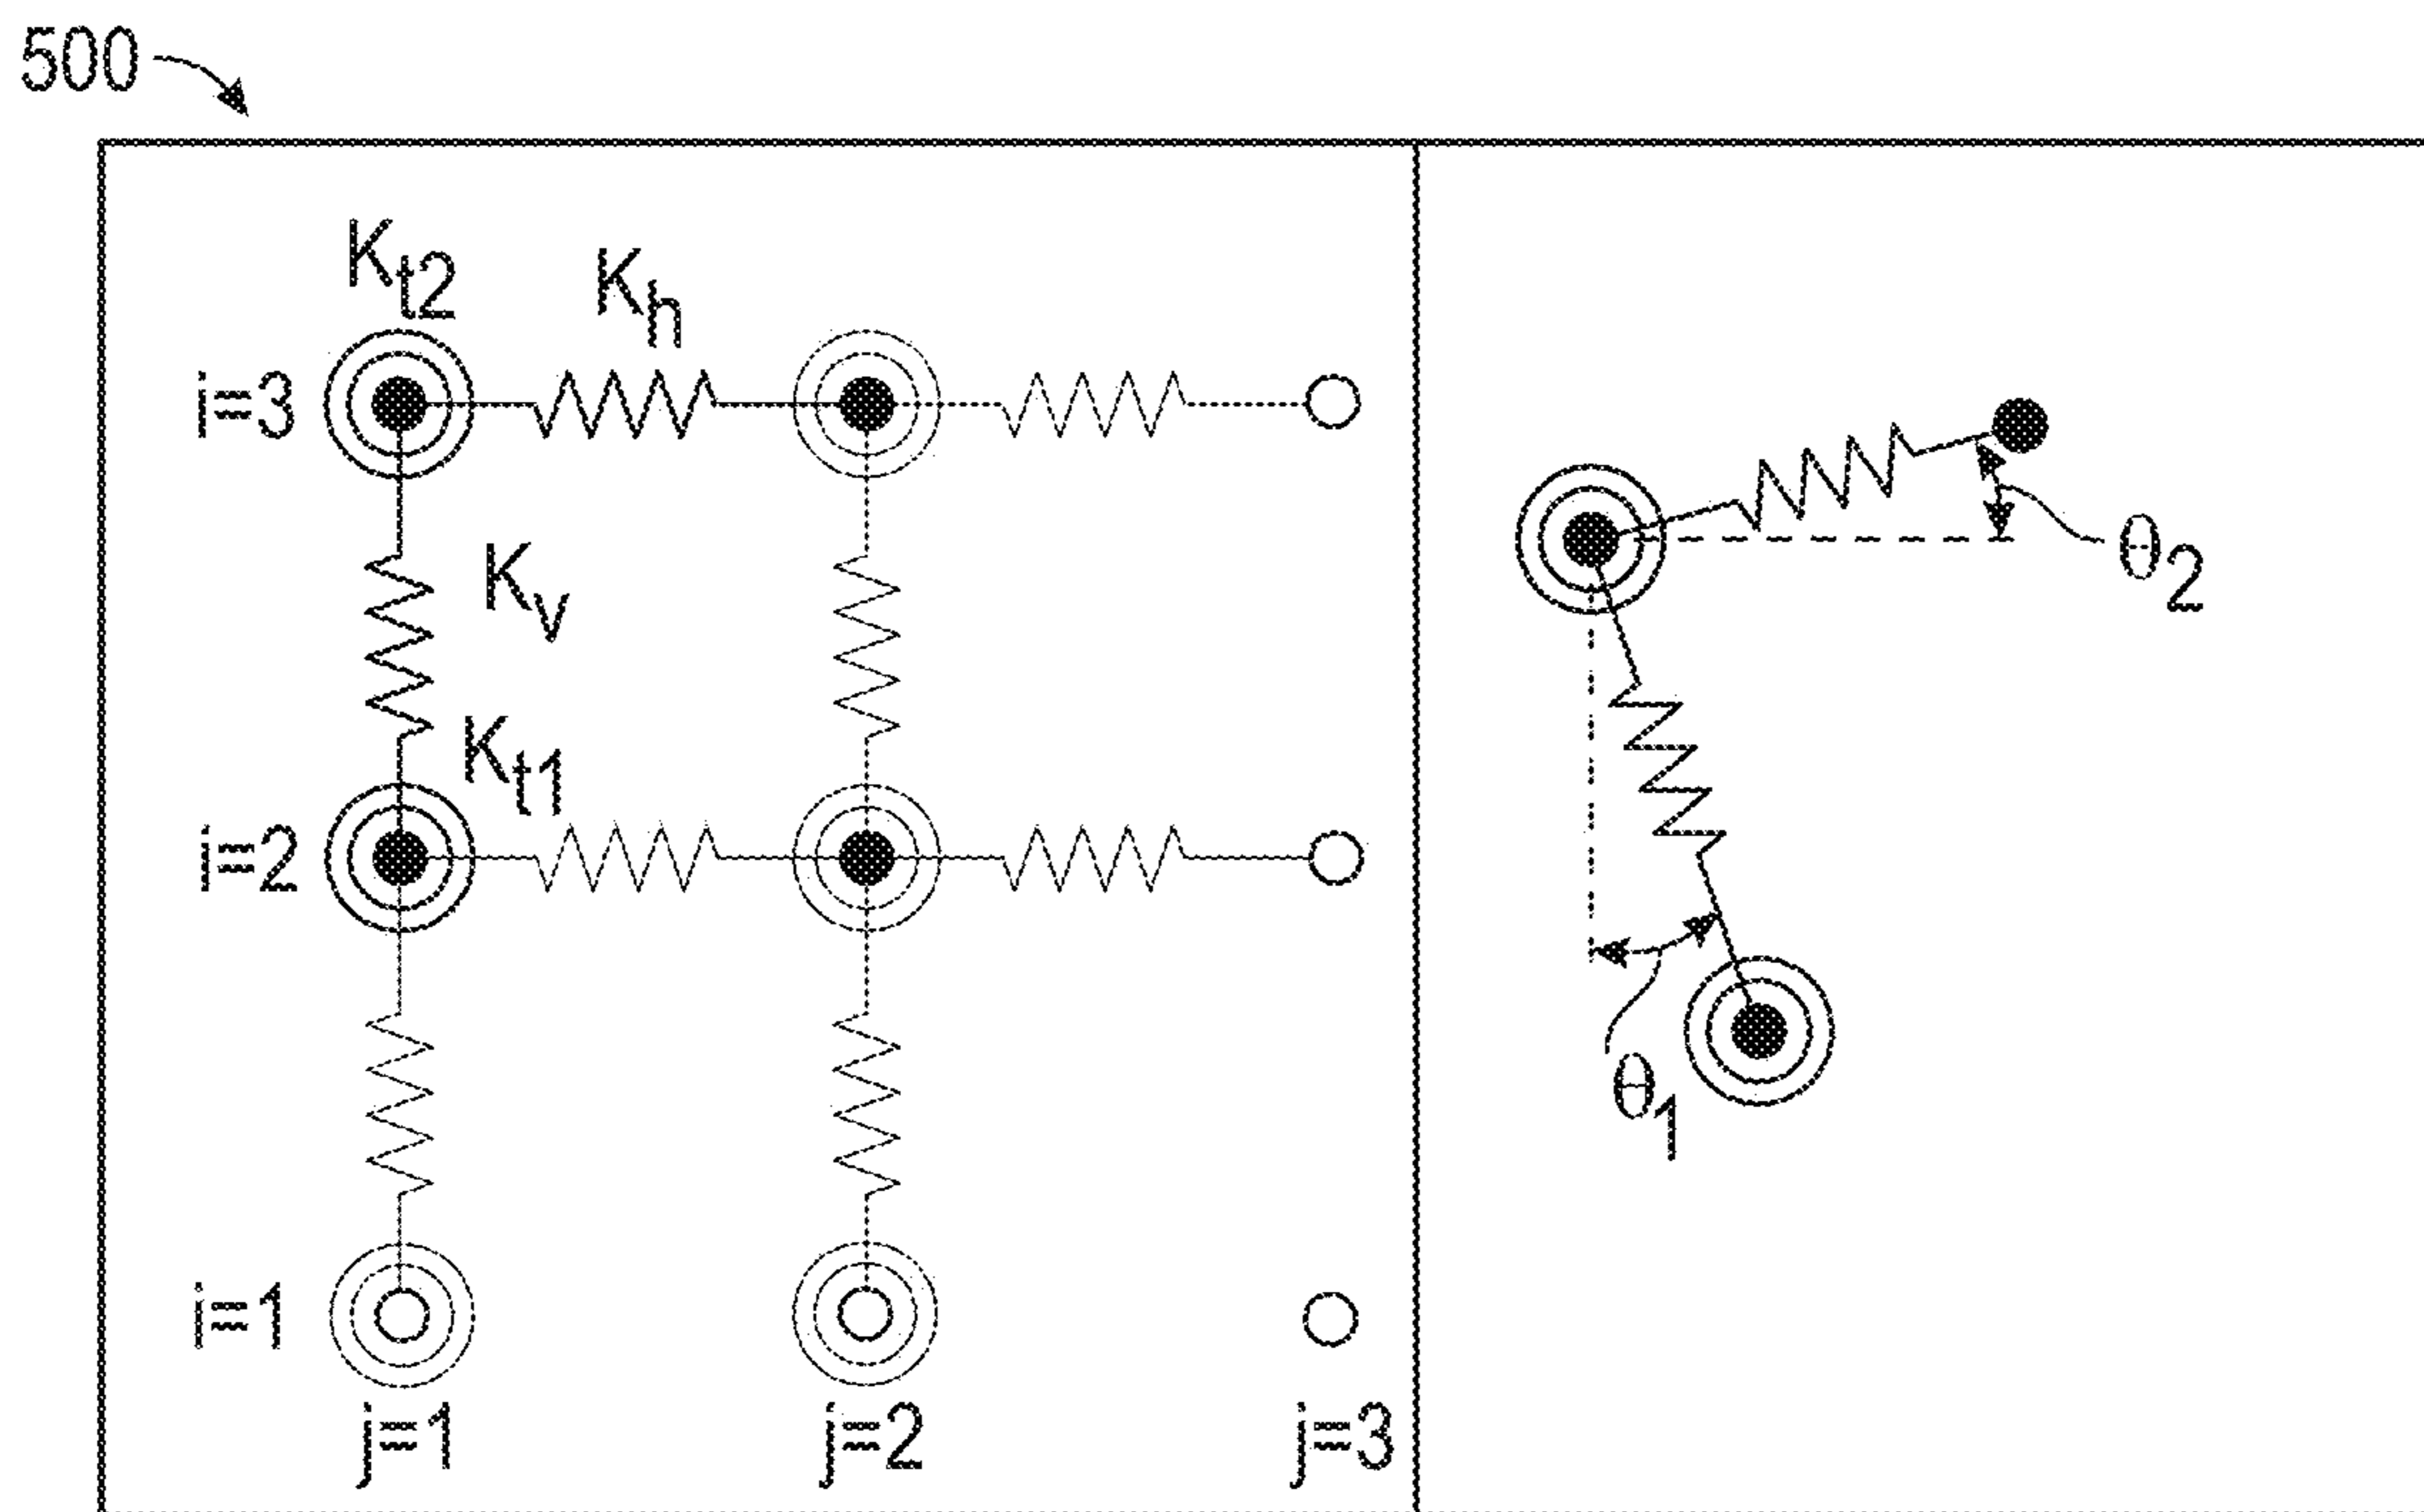 500
Kt2
Kh
i=3
Kv
θ2
Kt1
i=2
θ1
i=1
j=1
j=2
j=3